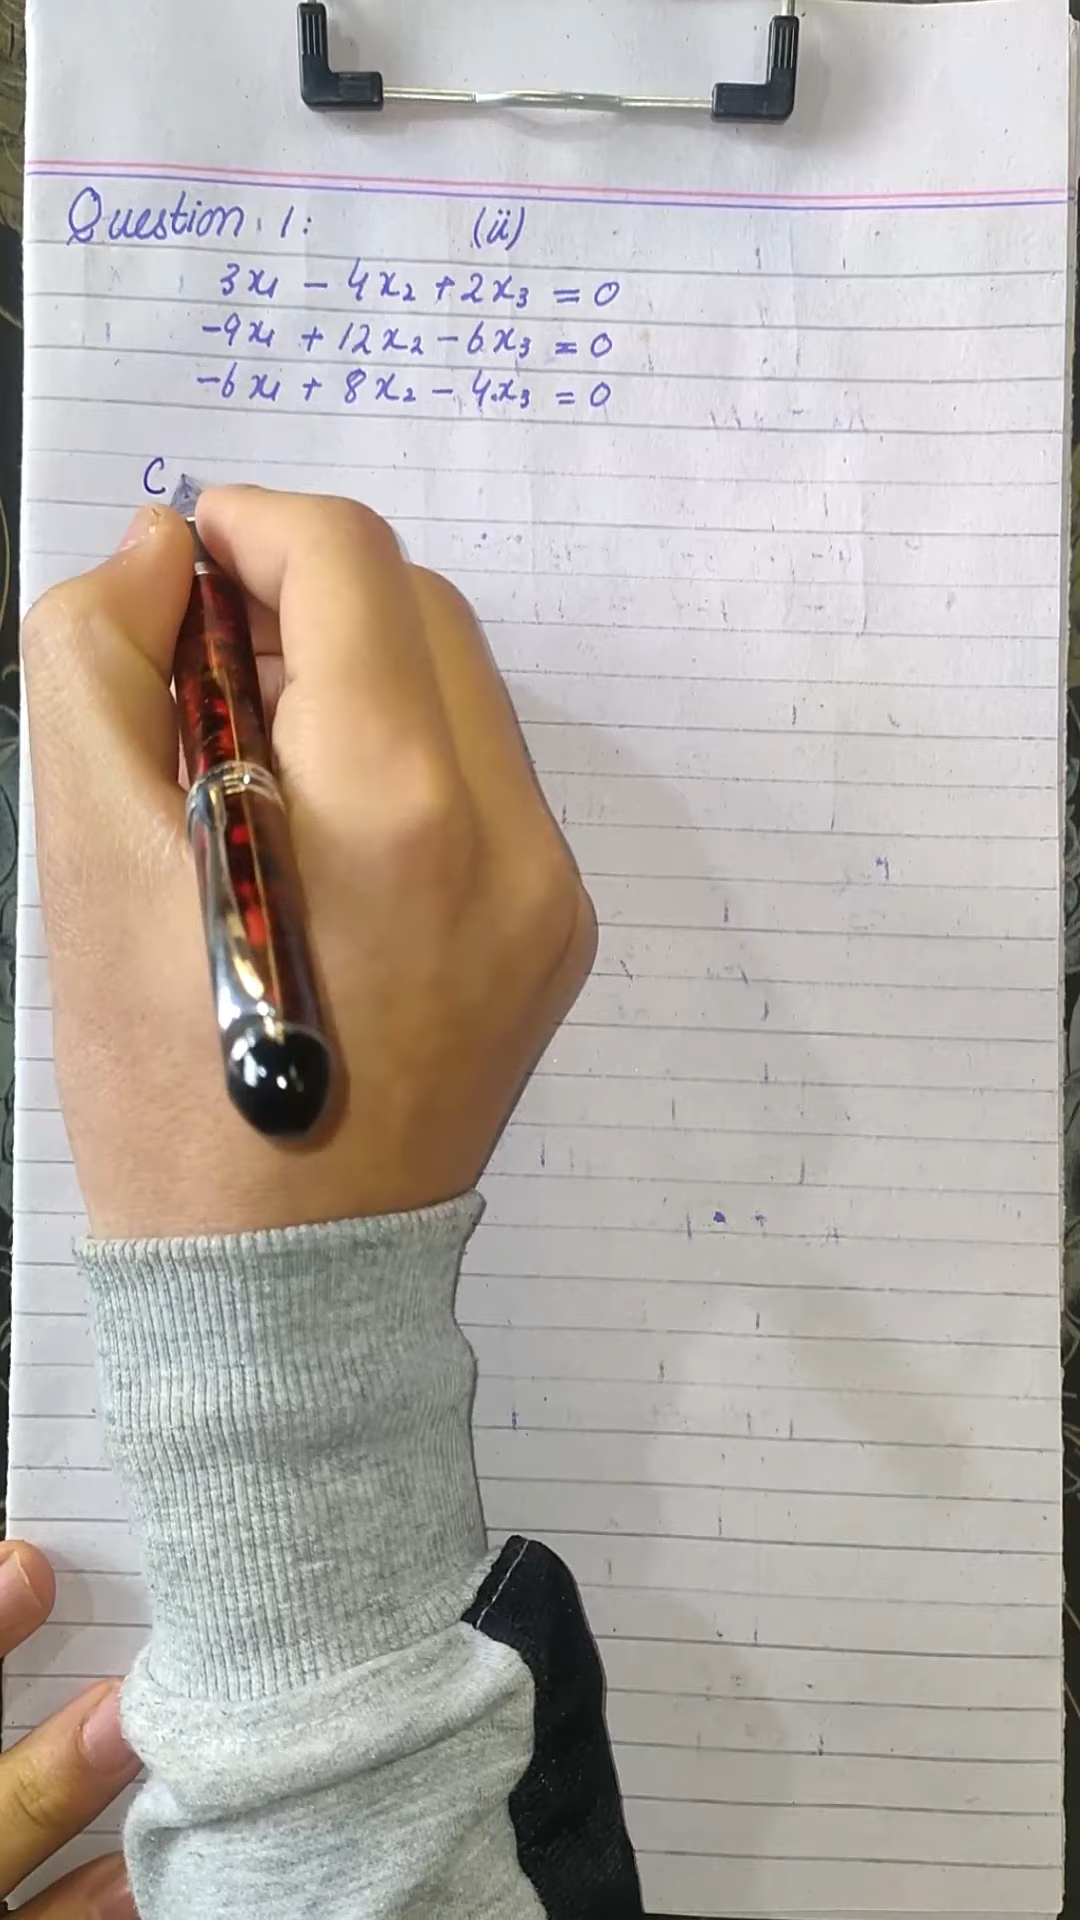 Question 1: (ii)
3x₁ - 4x₂ + 2x₃ = 0
-9x₁ + 12x₂ - 6x₃ = 0
-6x₁ + 8x₂ - 4x₃ = 0
C